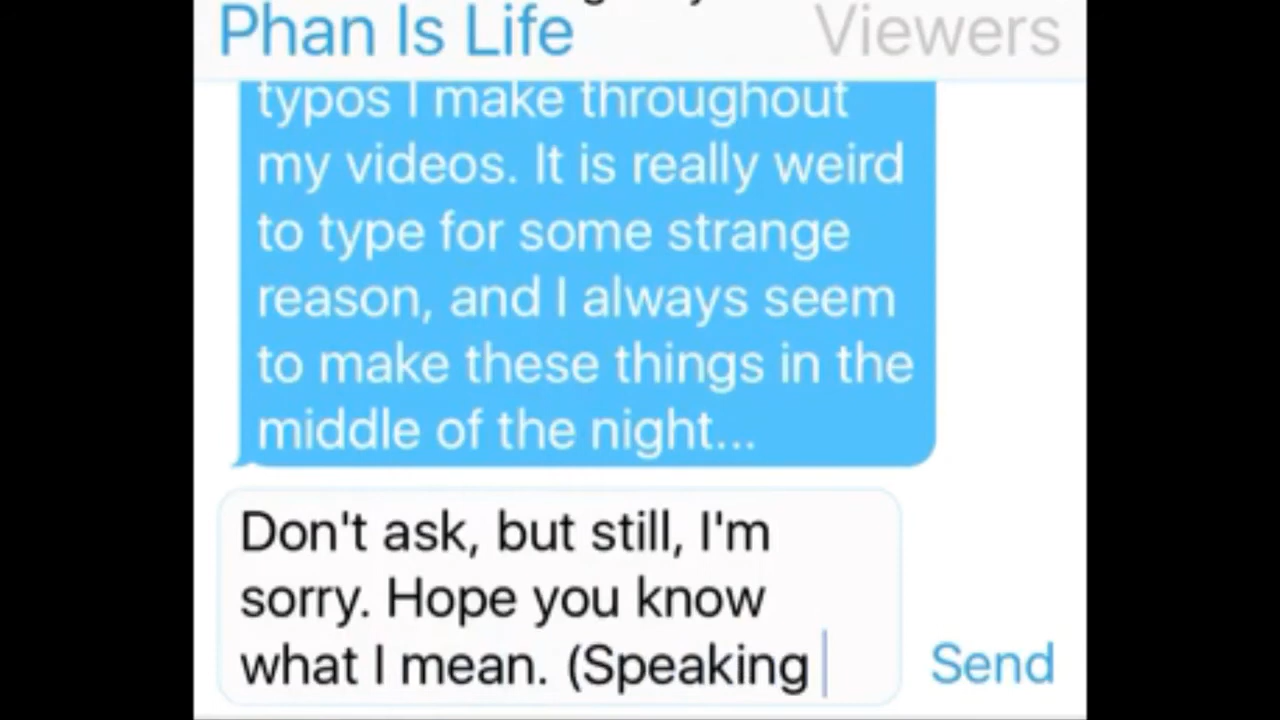 Phan Is Life
Viewers
typos I make throughout
my videos. It is really weird
to type for some strange
reason, and I always seem
to make these things in the
middle of the night...
Don't ask, but still, I'm
sorry. Hope you know
what I mean. (Speaking
Send